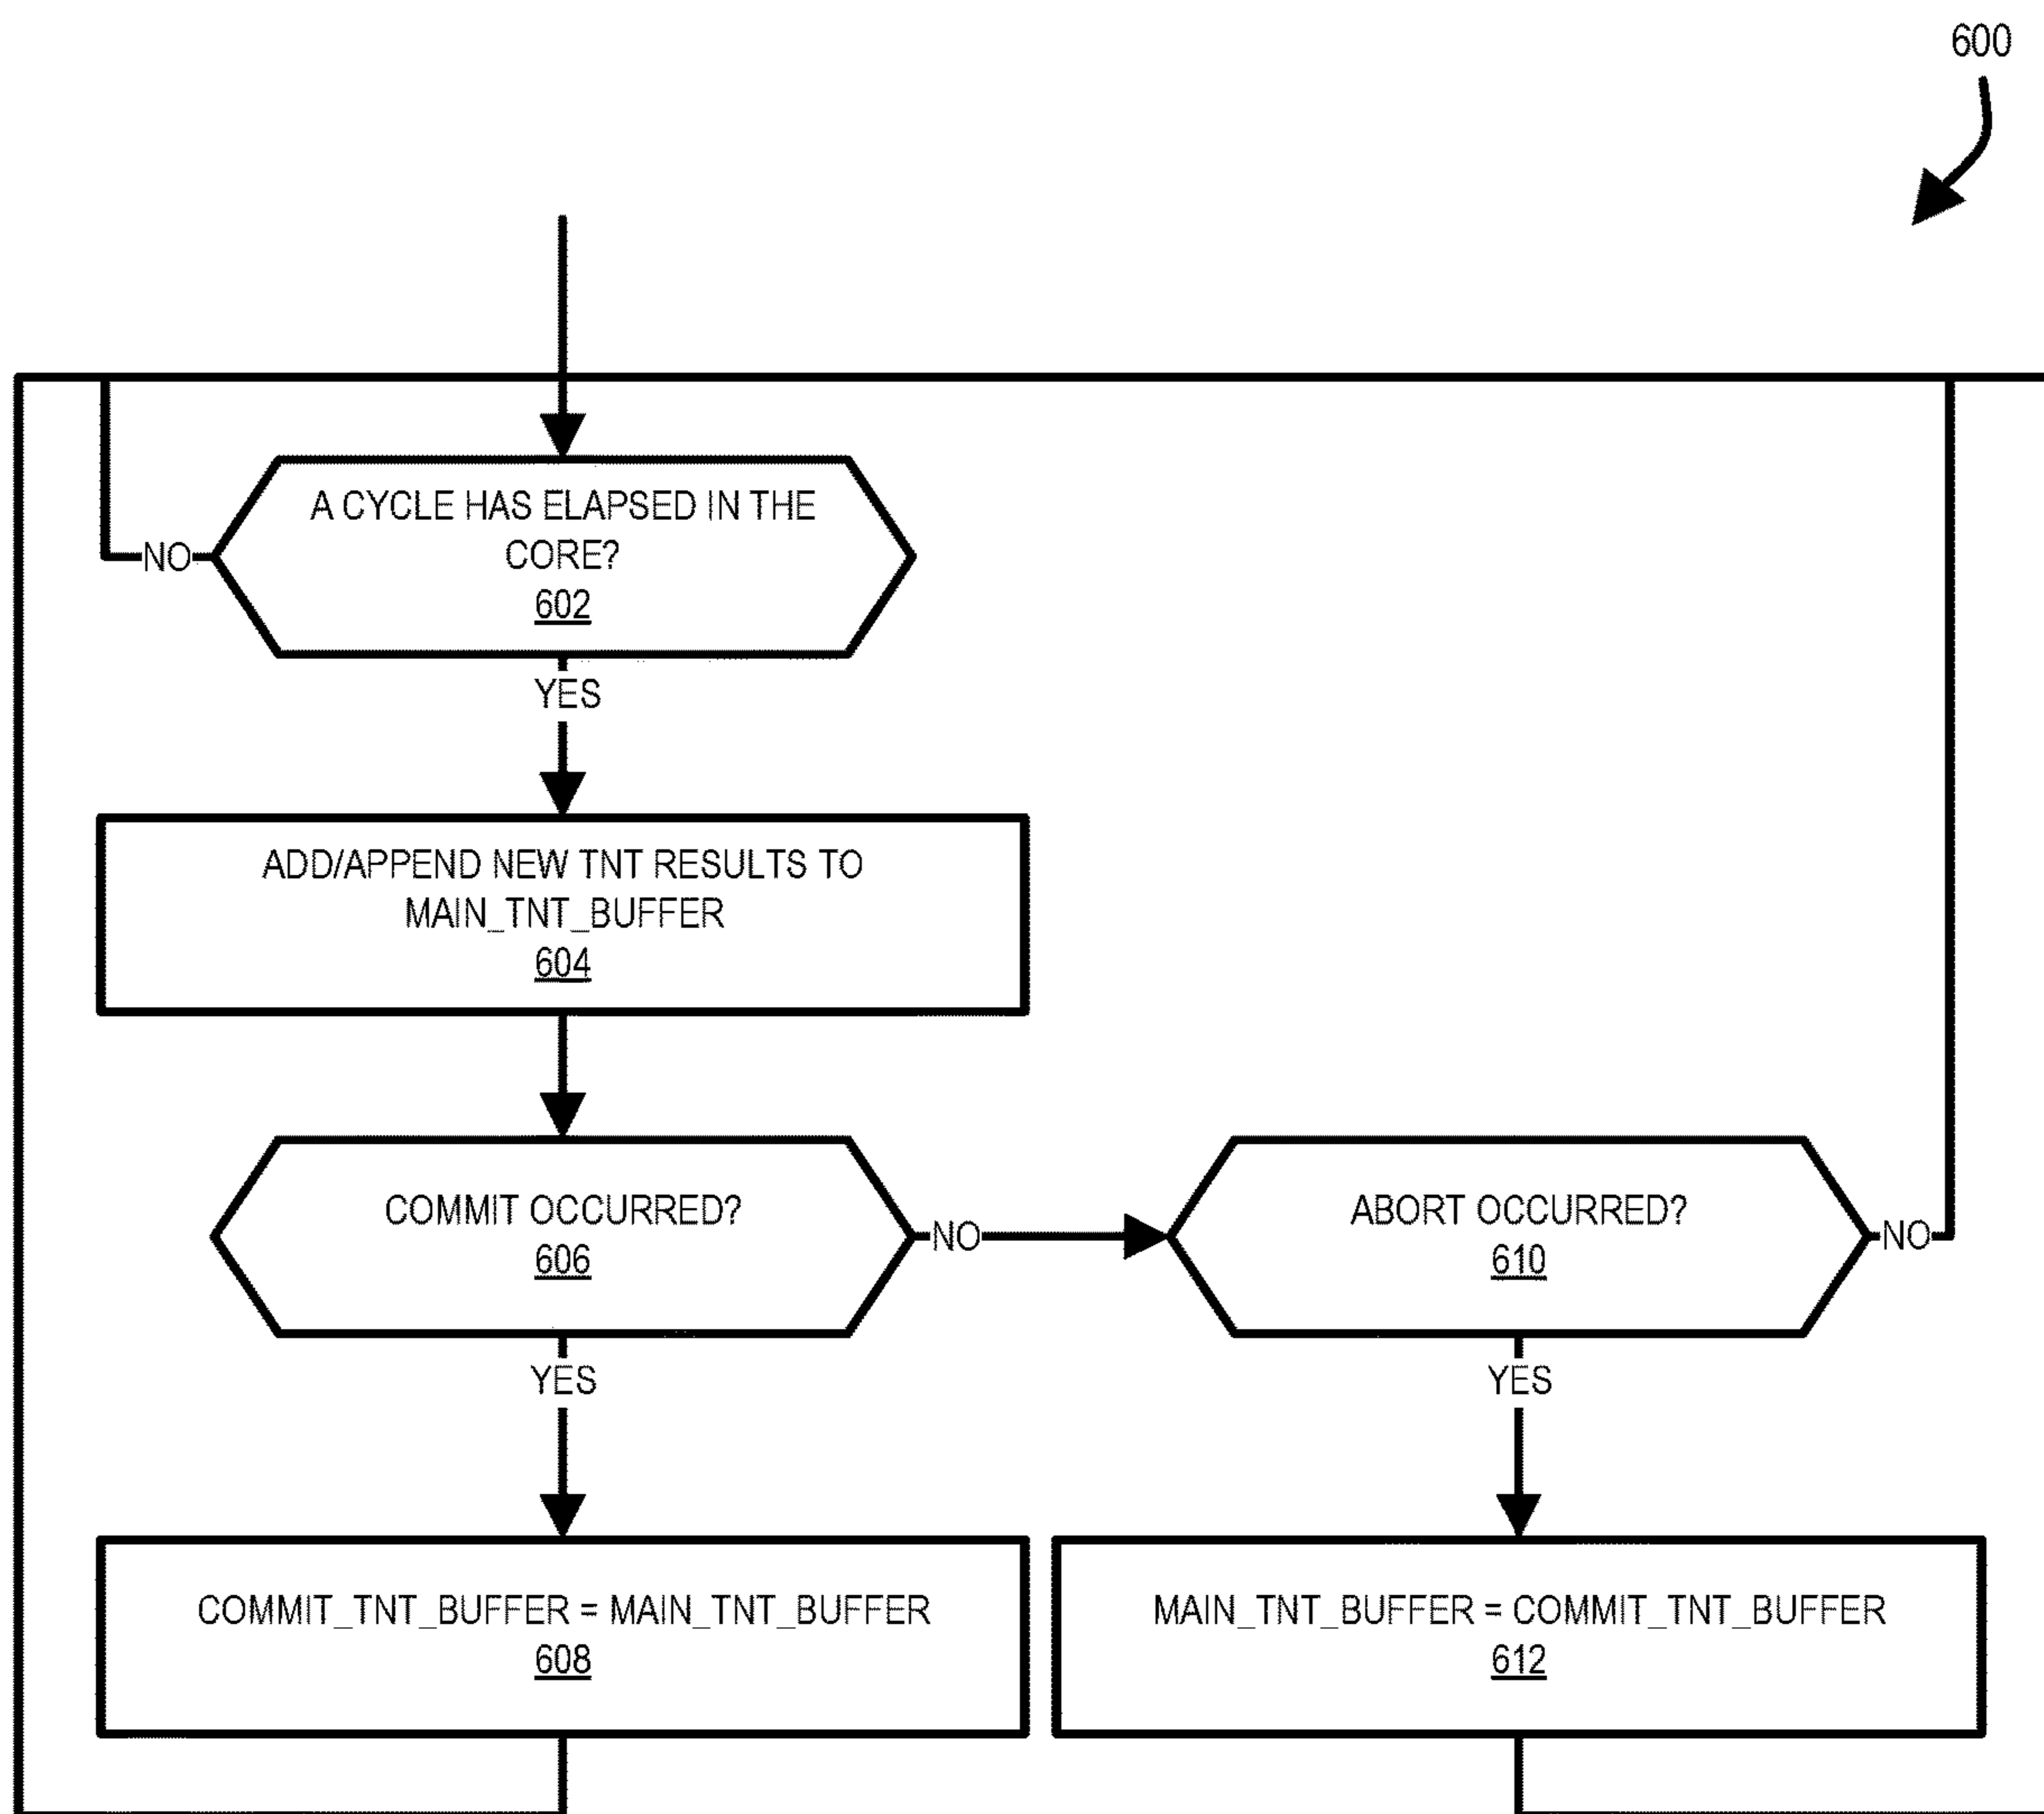 600
A CYCLE HAS ELAPSED IN THE
CORE?
602
NO
YES
ADD/APPEND NEW TNT RESULTS TO
MAIN_TNT_BUFFER
604
COMMIT OCCURRED?
606
NO
ABORT OCCURRED?
610
NO
YES
YES
COMMIT_TNT_BUFFER = MAIN_TNT_BUFFER
608
MAIN_TNT_BUFFER = COMMIT_TNT_BUFFER
612